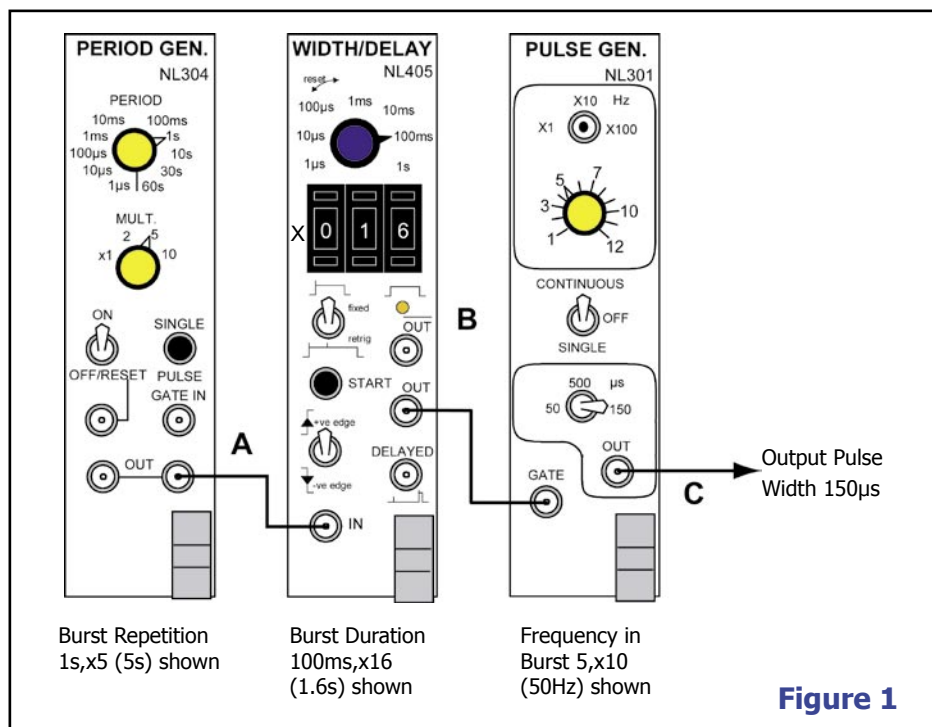 PERIOD GEN.
NL304
PERIOD
10ms 100ms
1ms 1s
100µs 10s
10µs 30s
1µs 60s
MULT.
2 5
x1 10
ON
SINGLE
OFF/RESET PULSE
GATE IN
OUT
A
WIDTH/DELAY
NL405
reset
1ms
100µs 10ms
10µs 100ms
1µs 1s
X 0 1 6
fixed
retrig
OUT
START OUT
+ve edge
DELAYED
-ve edge
IN
B
PULSE GEN.
NL301
X10 Hz
X1 X100
5 7
3 10
1 12
CONTINUOUS
OFF
SINGLE
500 µs
50 150
OUT
GATE
C
Output Pulse
Width 150µs
Burst Repetition
1s,x5 (5s) shown
Burst Duration
100ms,x16
(1.6s) shown
Frequency in
Burst 5,x10
(50Hz) shown
Figure 1